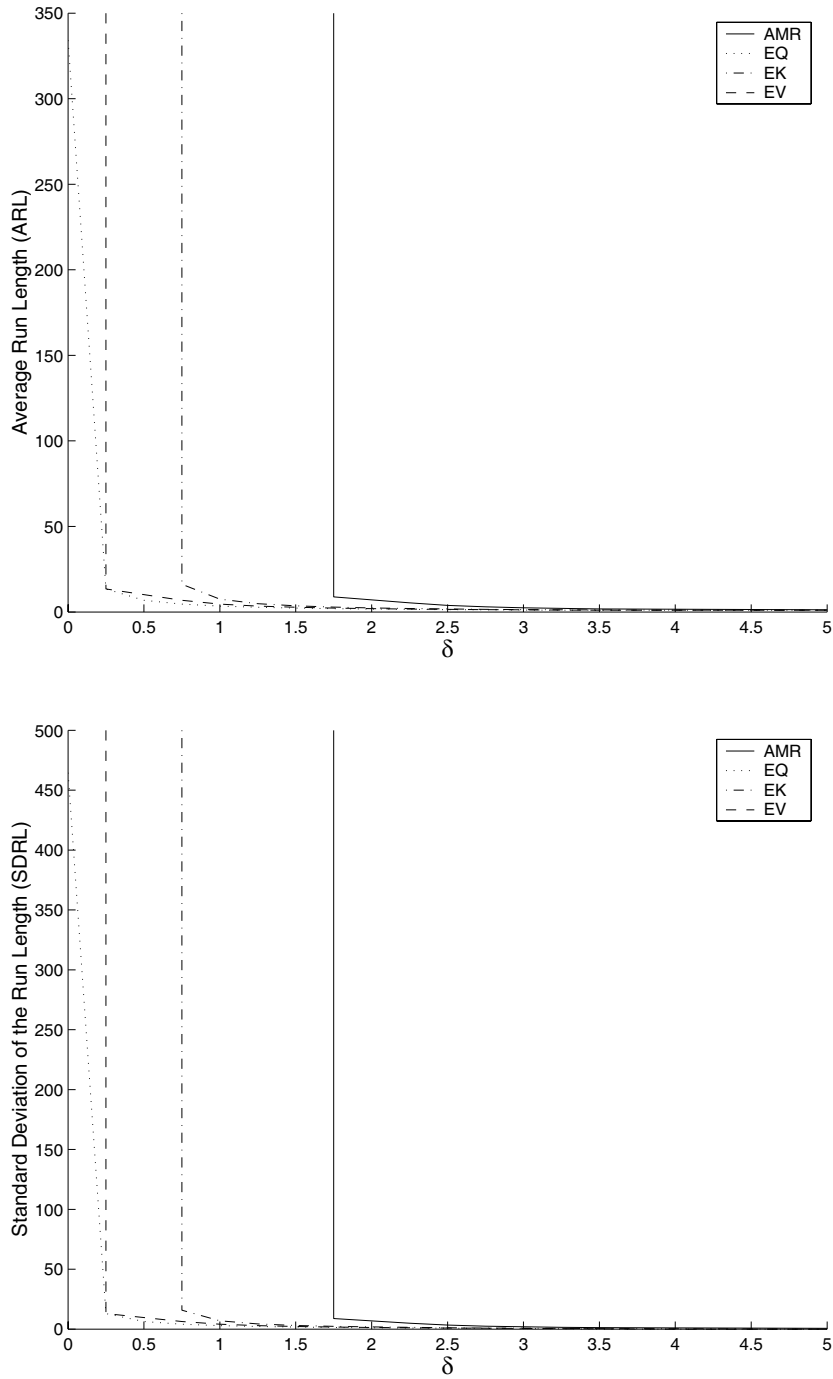 350
300
250
200
150
100
50
0
Average Run Length (ARL)
0 0.5 1 1.5 2 2.5 3 3.5 4 4.5 5
δ
AMR
EQ
EK
EV
500
450
400
350
300
250
200
150
100
50
0
Standard Deviation of the Run Length (SDRL)
0 0.5 1 1.5 2 2.5 3 3.5 4 4.5 5
δ
AMR
EQ
EK
EV